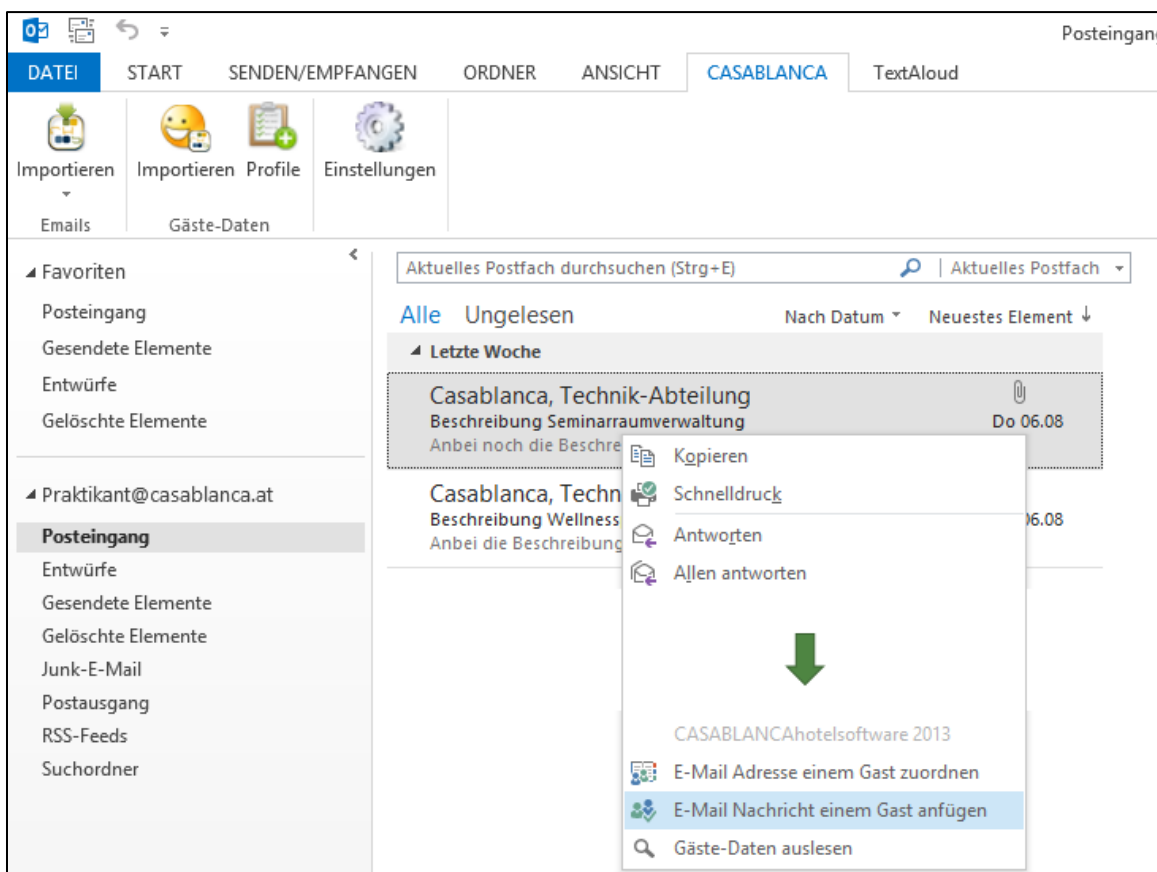 Posteingang
DATEI START SENDEN/EMPFANGEN ORDNER ANSICHT CASABLANCA TextAloud
Importieren Importieren Profile Einstellungen
Emails Gäste-Daten
Favoriten
Posteingang
Gesendete Elemente
Entwürfe
Gelöschte Elemente
Praktikant@casablanca.at
Posteingang
Entwürfe
Gesendete Elemente
Gelöschte Elemente
Junk-E-Mail
Postausgang
RSS-Feeds
Suchordner
Aktuelles Postfach durchsuchen (Strg+E) Aktuelles Postfach
Alle Ungelesen Nach Datum Neuestes Element
Letzte Woche
Casablanca, Technik-Abteilung
Beschreibung Seminarraumverwaltung Do 06.08
Anbei noch die Beschre
Casablanca, Techn
Beschreibung Wellness 06.08
Anbei die Beschreibung
Kopieren
Schnelldruck
Antworten
Allen antworten
CASABLANCAhotelsoftware 2013
E-Mail Adresse einem Gast zuordnen
E-Mail Nachricht einem Gast anfügen
Gäste-Daten auslesen